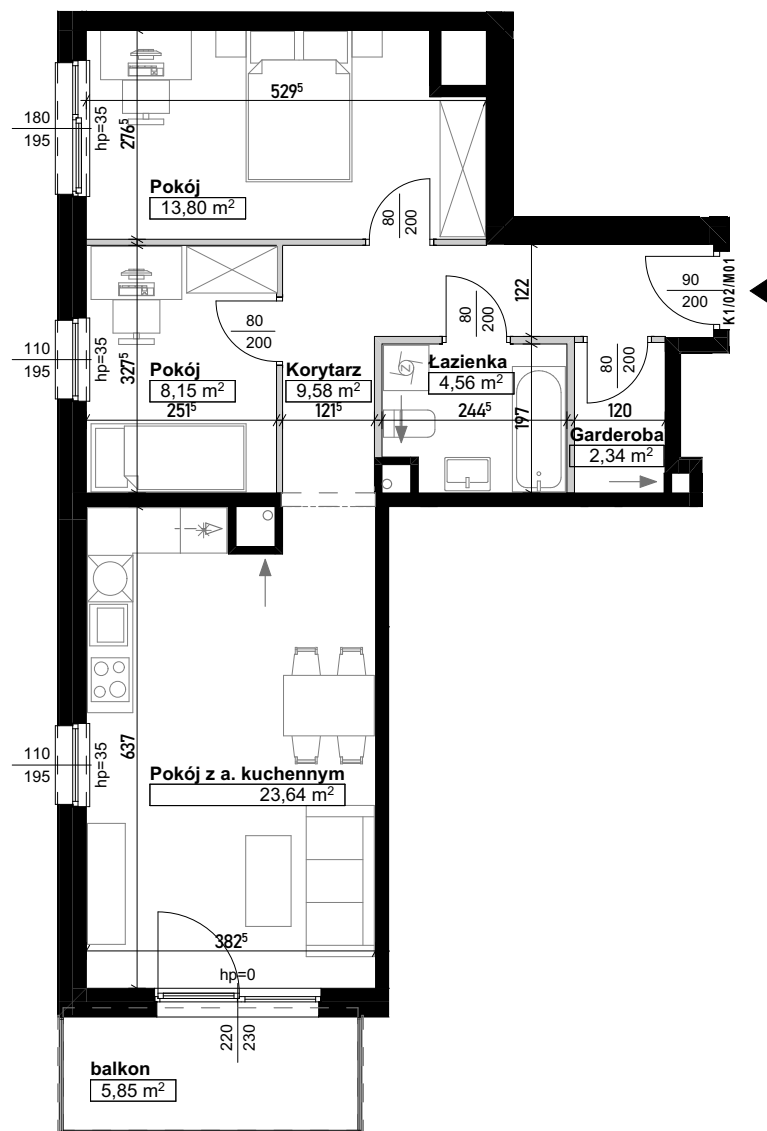 529⁵
180
195
hp=35
276⁵
Pokój
13,80 m²
80
200
122
90
200
K1/02/M01
80
200
80
200
110
195
hp=35
327⁵
Pokój
8,15 m²
251⁵
Korytarz
9,58 m²
121⁵
Łazienka
4,56 m²
244⁵
197
80
200
120
Garderoba
2,34 m²
110
195
hp=35
637
Pokój z a. kuchennym
23,64 m²
382⁵
hp=0
220
230
balkon
5,85 m²